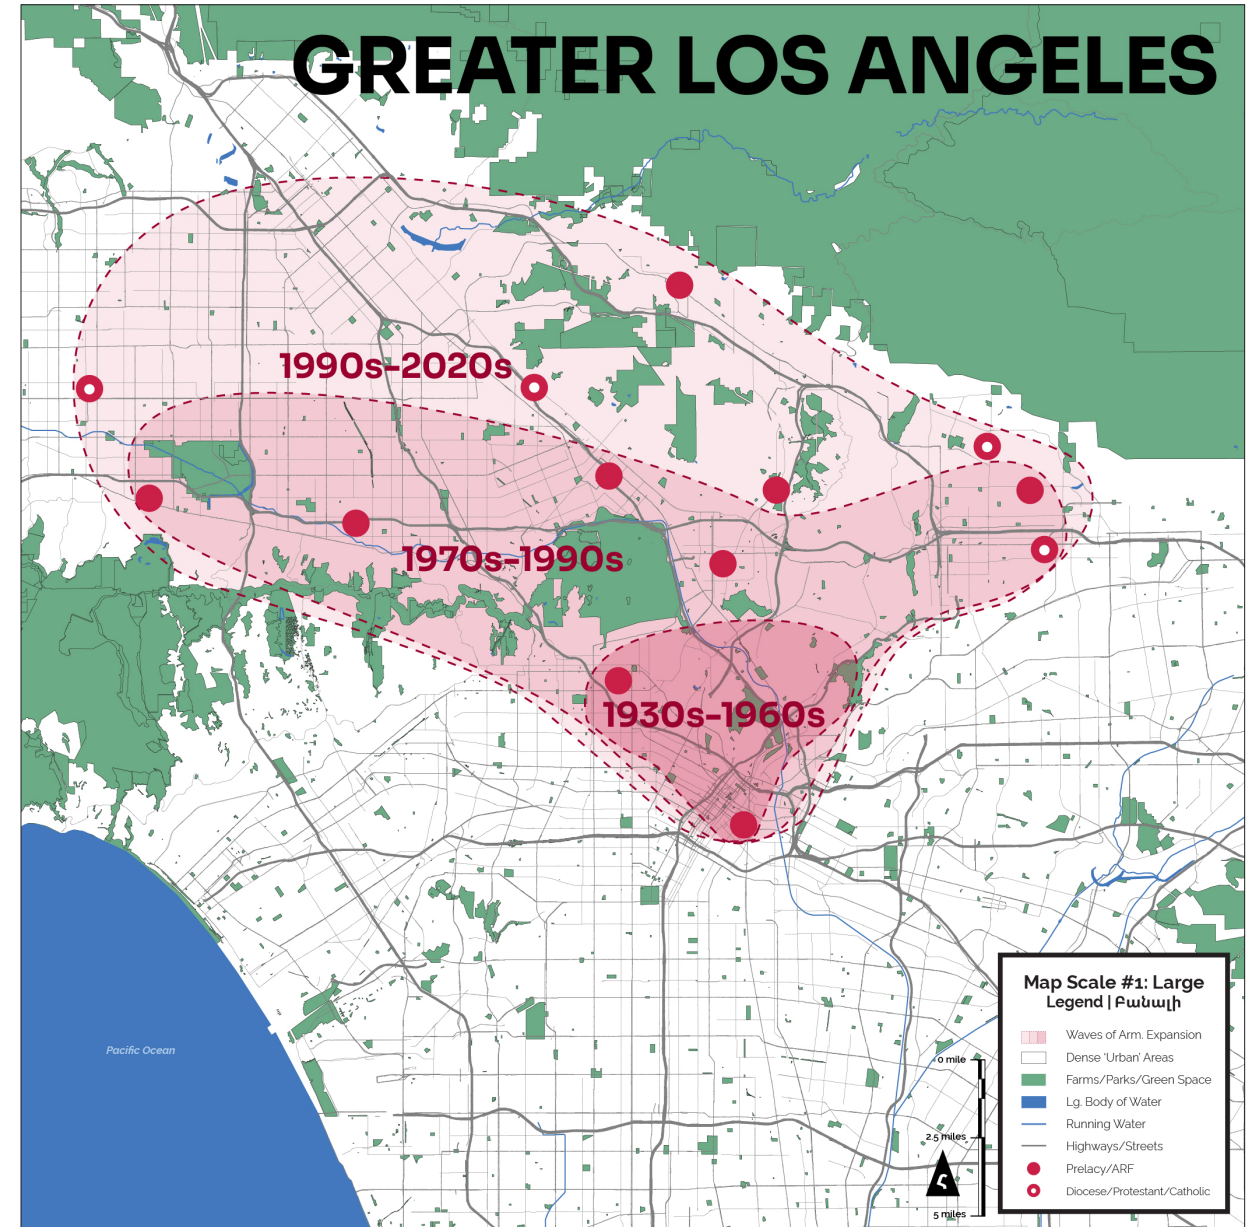 GREATER LOS ANGELES
1990s-2020s
1970s-1990s
1930s-1960s
Pacific Ocean
Map Scale #1: Large
Legend | Բանալի
Waves of Arm. Expansion
Dense 'Urban' Areas
Farms/Parks/Green Space
Lg. Body of Water
Running Water
Highways/Streets
Prelacy/ARF
Diocese/Protestant/Catholic
0 mile
2.5 miles
5 miles